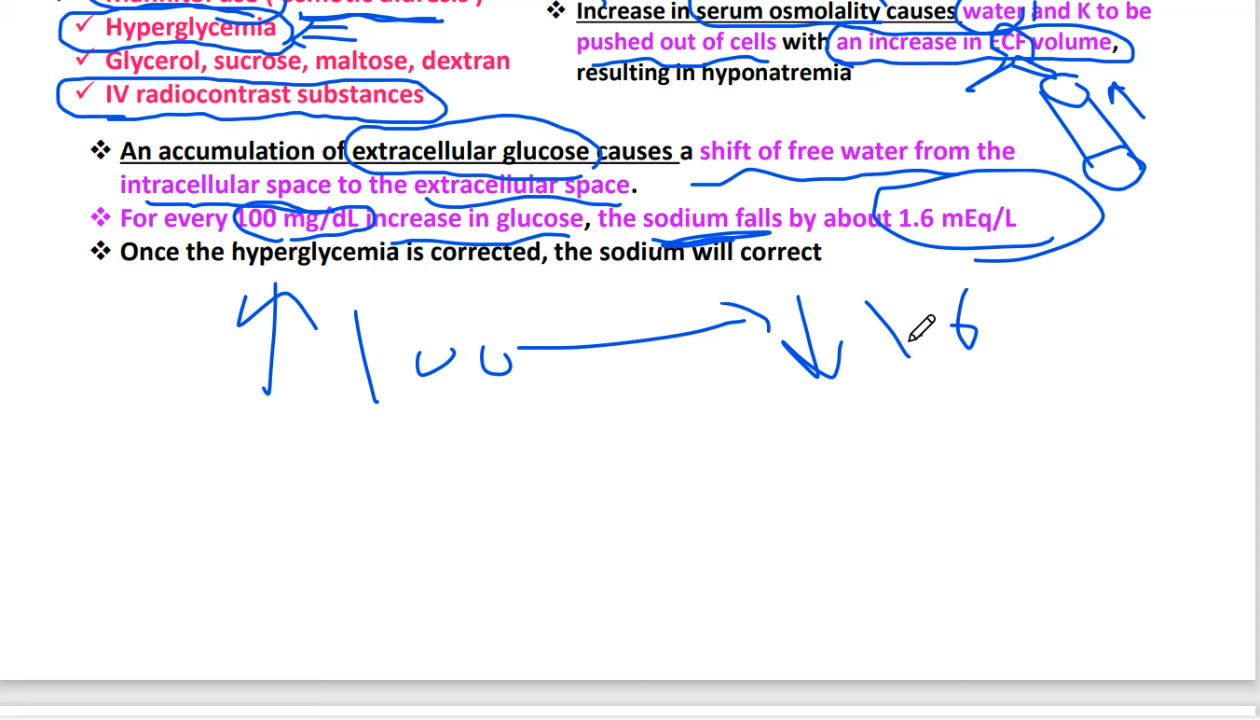 ✓ Hyperglycemia
✓ Glycerol, sucrose, maltose, dextran
✓ IV radiocontrast substances
❖ Increase in serum osmolality causes water and K to be
pushed out of cells with an increase in ECF volume,
resulting in hyponatremia
❖ An accumulation of extracellular glucose causes a shift of free water from the
intracellular space to the extracellular space.
❖ For every 100 mg/dL increase in glucose, the sodium falls by about 1.6 mEq/L
❖ Once the hyperglycemia is corrected, the sodium will correct
↑ 100 → ↓ 1.6